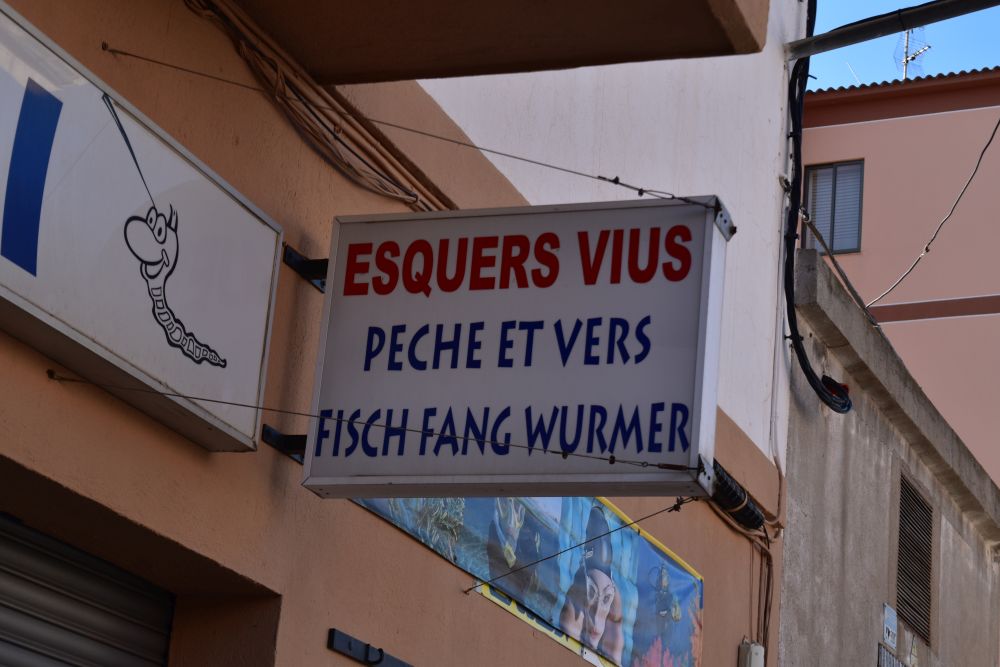 ESQUERS VIUS
PECHE ET VERS
FISCH FANG WURMER